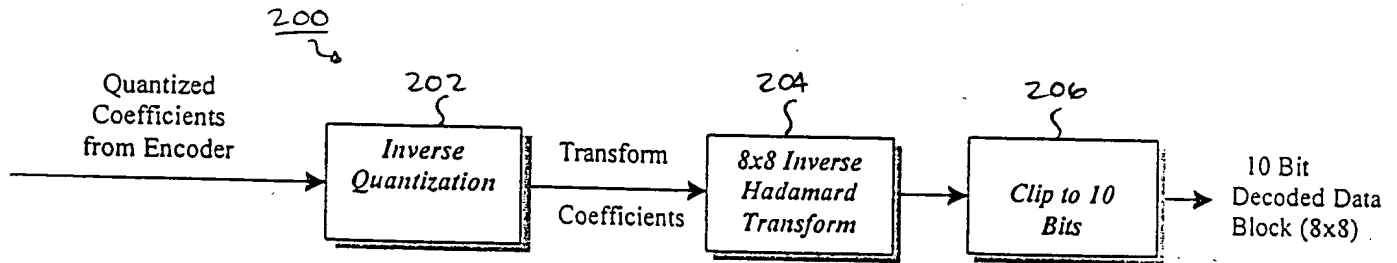 200
202
204
206
Quantized
Coefficients
from Encoder
Inverse
Quantization
Transform
Coefficients
8x8 Inverse
Hadamard
Transform
Clip to 10
Bits
10 Bit
Decoded Data
Block (8x8)